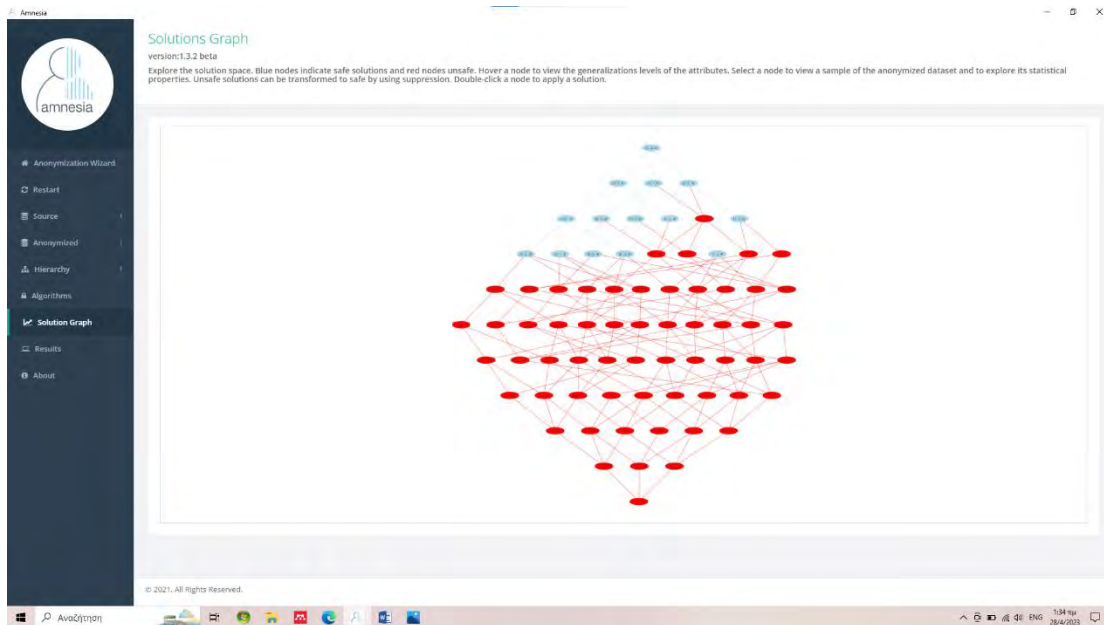 Amnesia
amnesia
Anonymization Wizard
Restart
Source
Anonymized
Hierarchy
Algorithms
Solution Graph
Results
About
Solutions Graph
version:1.3.2 beta
Explore the solution space. Blue nodes indicate safe solutions and red nodes unsafe. Hover a node to view the generalizations levels of the attributes. Select a node to view a sample of the anonymized dataset and to explore its statistical
properties. Unsafe solutions can be transformed to safe by using suppression. Double-click a node to apply a solution.
© 2021. All Rights Reserved.
Αναζήτηση
ENG
1:34 πμ
28/4/2023